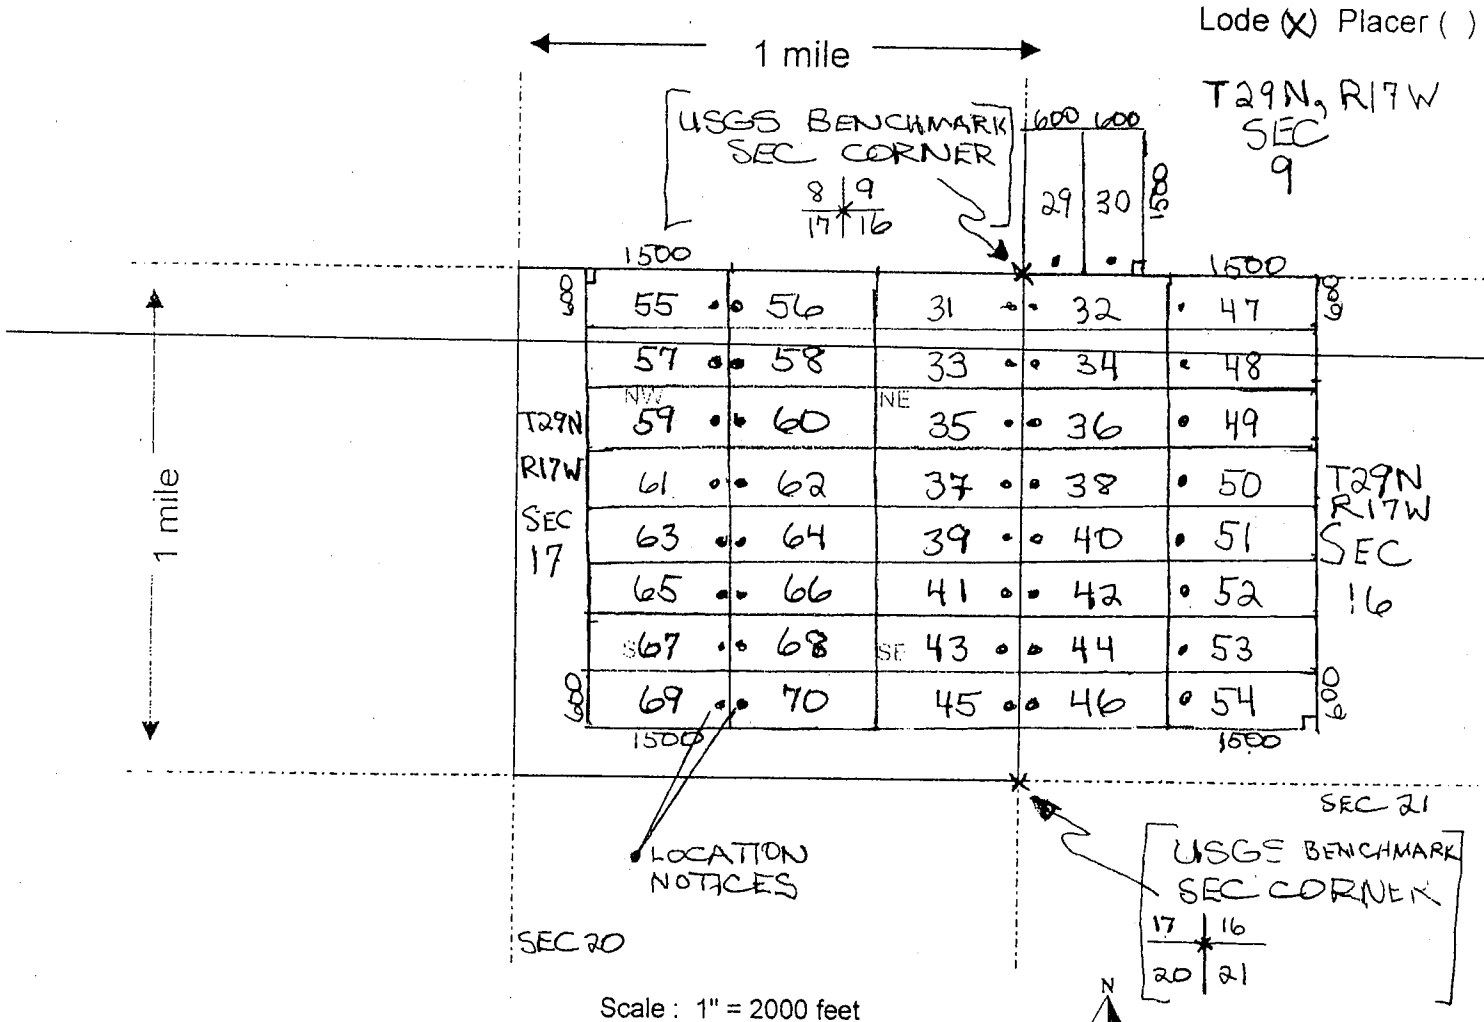 Lode (X) Placer ( )
1 mile
T29N, R17W
SEC
9
USGS BENCHMARK
SEC CORNER
8 9
17 16
600 600
29 30
1500
1500
1500
600
55 56 31 32 47
600
57 58 33 34 48
NW
NE
T29N
59 60 35 36 49
R17W
61 62 37 38 50
T29N
R17W
SEC
17
63 64 39 40 51
SEC
16
65 66 41 42 52
1 mile
67 68 SE 43 44 53
600
69 70 45 46 54
600
1500
1500
SEC 21
LOCATION
NOTICES
USGS BENCHMARK
SEC CORNER
17 16
20 21
SEC 20
N
Scale : 1" = 2000 feet